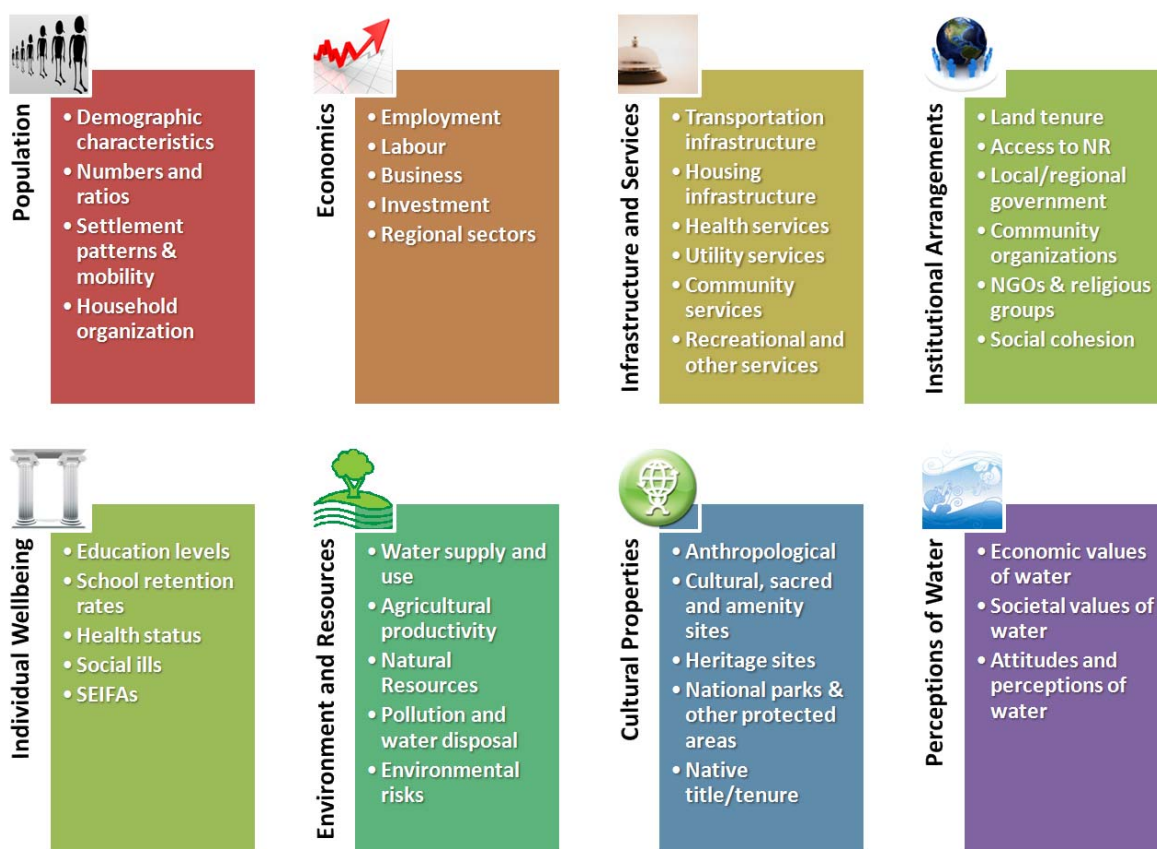 Population
• Demographic
characteristics
• Numbers and
ratios
• Settlement
patterns &
mobility
• Household
organization
Economics
• Employment
• Labour
• Business
• Investment
• Regional sectors
Infrastructure and Services
• Transportation
infrastructure
• Housing
infrastructure
• Health services
• Utility services
• Community
services
• Recreational and
other services
Institutional Arrangements
• Land tenure
• Access to NR
• Local/regional
government
• Community
organizations
• NGOs & religious
groups
• Social cohesion
Individual Wellbeing
• Education levels
• School retention
rates
• Health status
• Social ills
• SEIFAs
Environment and Resources
• Water supply and
use
• Agricultural
productivity
• Natural
Resources
• Pollution and
water disposal
• Environmental
risks
Cultural Properties
• Anthropological
• Cultural, sacred
and amenity
sites
• Heritage sites
• National parks &
other protected
areas
• Native
title/tenure
Perceptions of Water
• Economic values
of water
• Societal values of
water
• Attitudes and
perceptions of
water